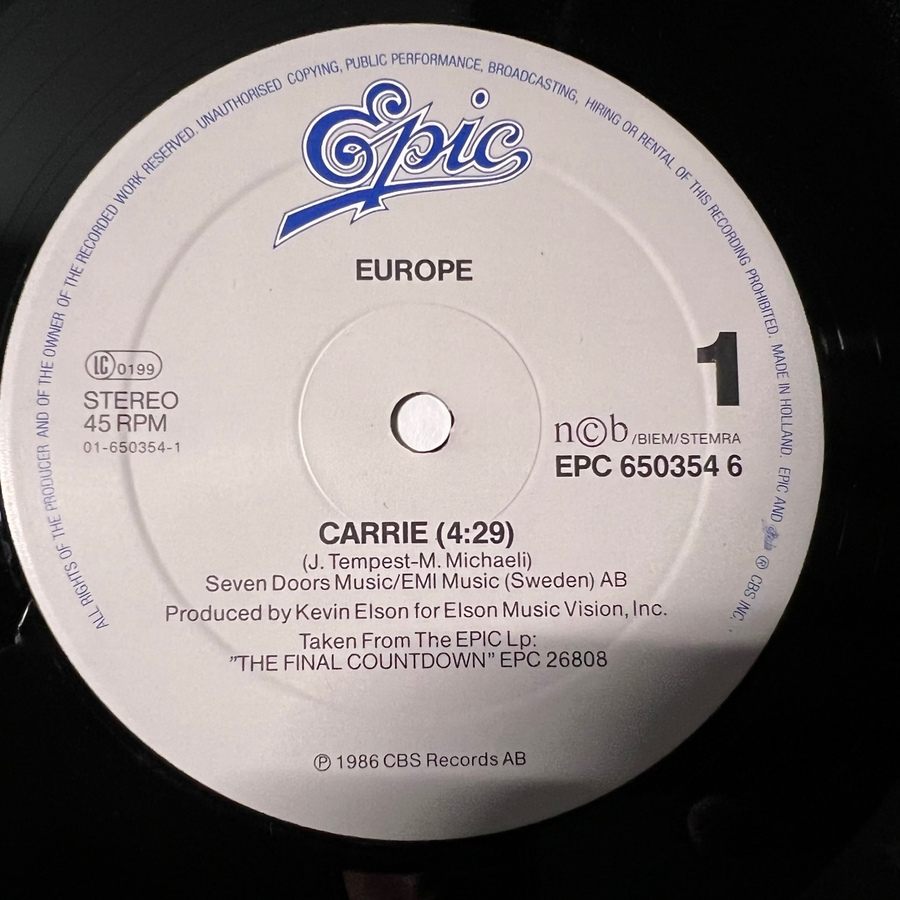 ALL RIGHTS OF THE PRODUCER AND OF THE OWNER OF THE RECORDED WORK RESERVED. UNAUTHORISED COPYING, PUBLIC PERFORMANCE, BROADCASTING, HIRING OR RENTAL OF THIS RECORDING PROHIBITED. MADE IN HOLLAND. EPIC AND Epic ® CBS INC.
Epic
EUROPE
LC 0199
STEREO
45 RPM
01-650354-1
1
n©b/BIEM/STEMRA
EPC 650354 6
CARRIE (4:29)
(J. Tempest-M. Michaeli)
Seven Doors Music/EMI Music (Sweden) AB
Produced by Kevin Elson for Elson Music Vision, Inc.
Taken From The EPIC Lp:
"THE FINAL COUNTDOWN" EPC 26808
℗ 1986 CBS Records AB